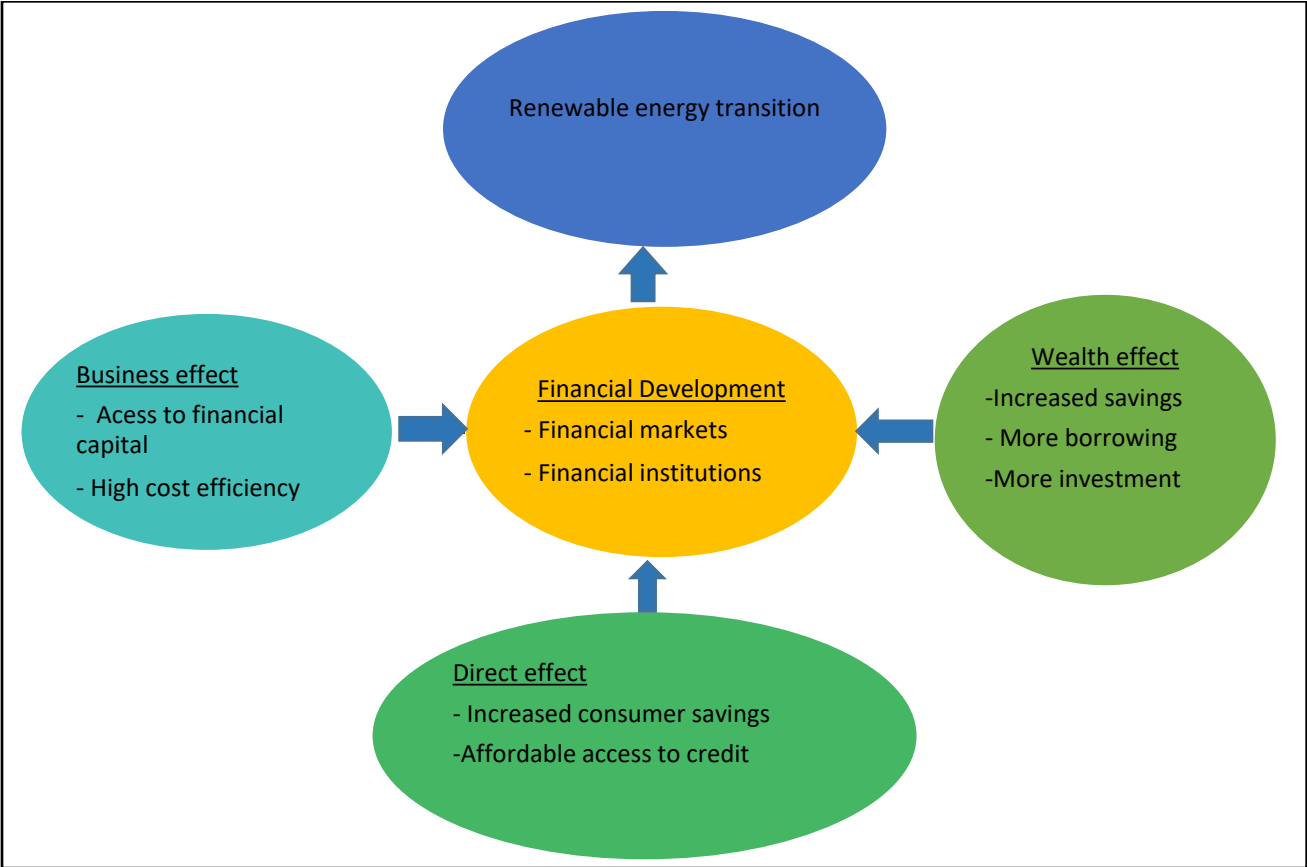 Renewable energy transition
Business effect
- Acess to financial
capital
- High cost efficiency
Financial Development
- Financial markets
- Financial institutions
Wealth effect
-Increased savings
- More borrowing
-More investment
Direct effect
- Increased consumer savings
-Affordable access to credit